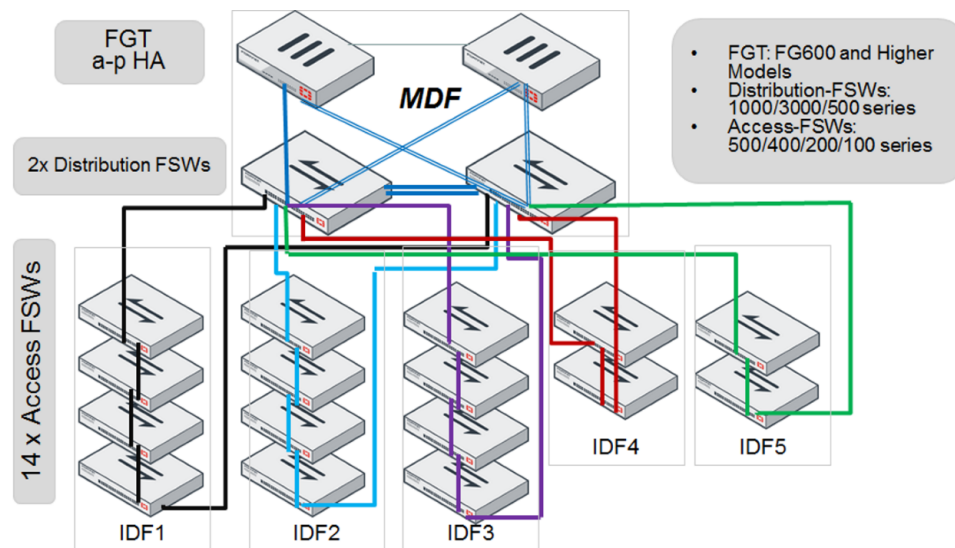 FGT
a-p HA
MDF
• FGT: FG600 and Higher
Models
• Distribution-FSWs:
1000/3000/500 series
• Access-FSWs:
500/400/200/100 series
2x Distribution FSWs
14 x Access FSWs
IDF1
IDF2
IDF3
IDF4
IDF5